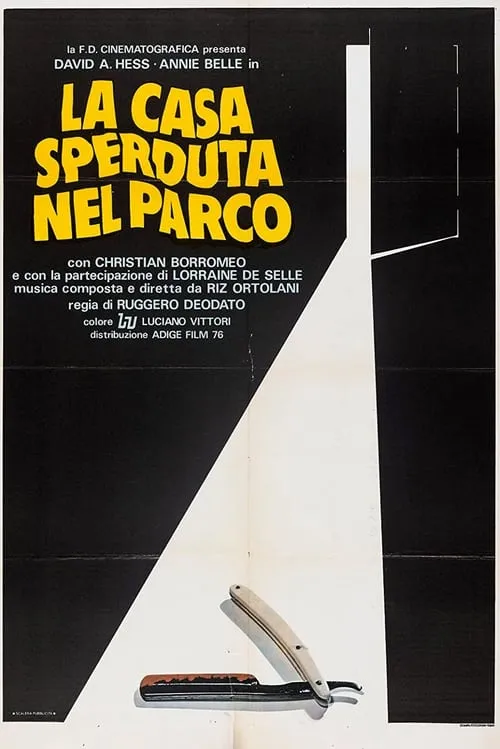 la F.D. CINEMATOGRAFICA presenta
DAVID A. HESS · ANNIE BELLE in
LA CASA
SPERDUTA
NEL PARCO
con CHRISTIAN BORROMEO
e con la partecipazione di LORRAINE DE SELLE
musica composta e diretta da RIZ ORTOLANI
regia di RUGGERO DEODATO
colore LV LUCIANO VITTORI
distribuzione ADIGE FILM 76
* SCALERA PUBBLICITÀ *